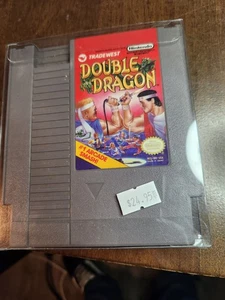 TRADEWEST
Nintendo
DOUBLE
DRAGON
#1 ARCADE
SMASH!
$24.95